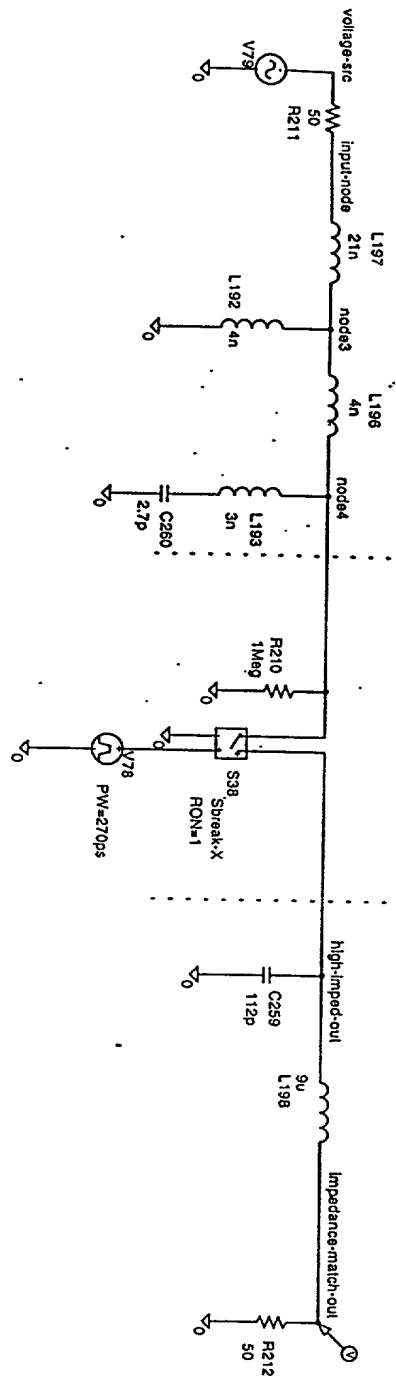 voltage-src
V79
0
50
R211
input-node
L197
21n
L192
4n
0
node3
L196
4n
node4
L193
3n
C260
2.7p
0
R210
1Meg
0
S38
Sbreak-X
RON=1
0
V78
PW=270ps
0
high-imped-out
C259
112p
0
9u
L198
impedance-match-out
V
R212
50
0